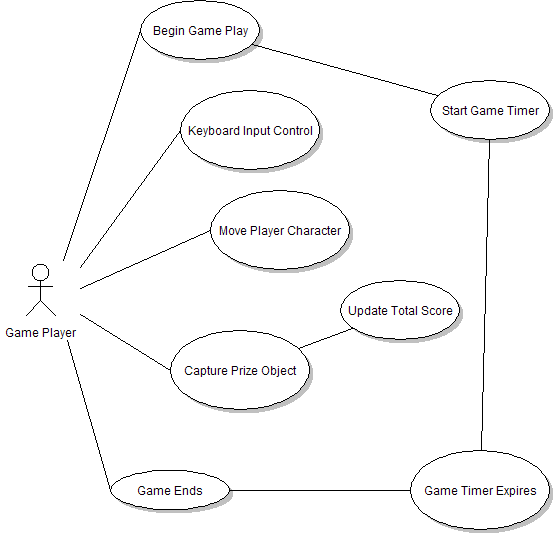 Begin Game Play
Start Game Timer
Keyboard Input Control
Move Player Character
Update Total Score
Game Player
Capture Prize Object
Game Ends
Game Timer Expires